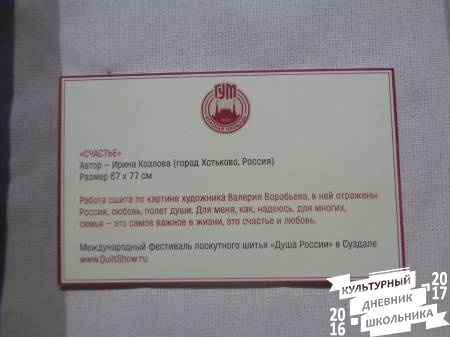 ГУМ
«СЧАСТЬЕ»
Автор – Ирина Козлова (город Хотьково, Россия)
Размер 67 х 77 см
Работа сшита по картине художника Валерия Воробьева, в ней отражены
Россия, любовь, полет души. Для меня, как, надеюсь, для многих,
семья – это самое важное в жизни, это счастье и любовь.
Международный фестиваль лоскутного шитья «Душа России» в Суздале
www.QuiltShow.ru
КУЛЬТУРНЫЙ 20
ДНЕВНИК 17
20 ШКОЛЬНИКА
16